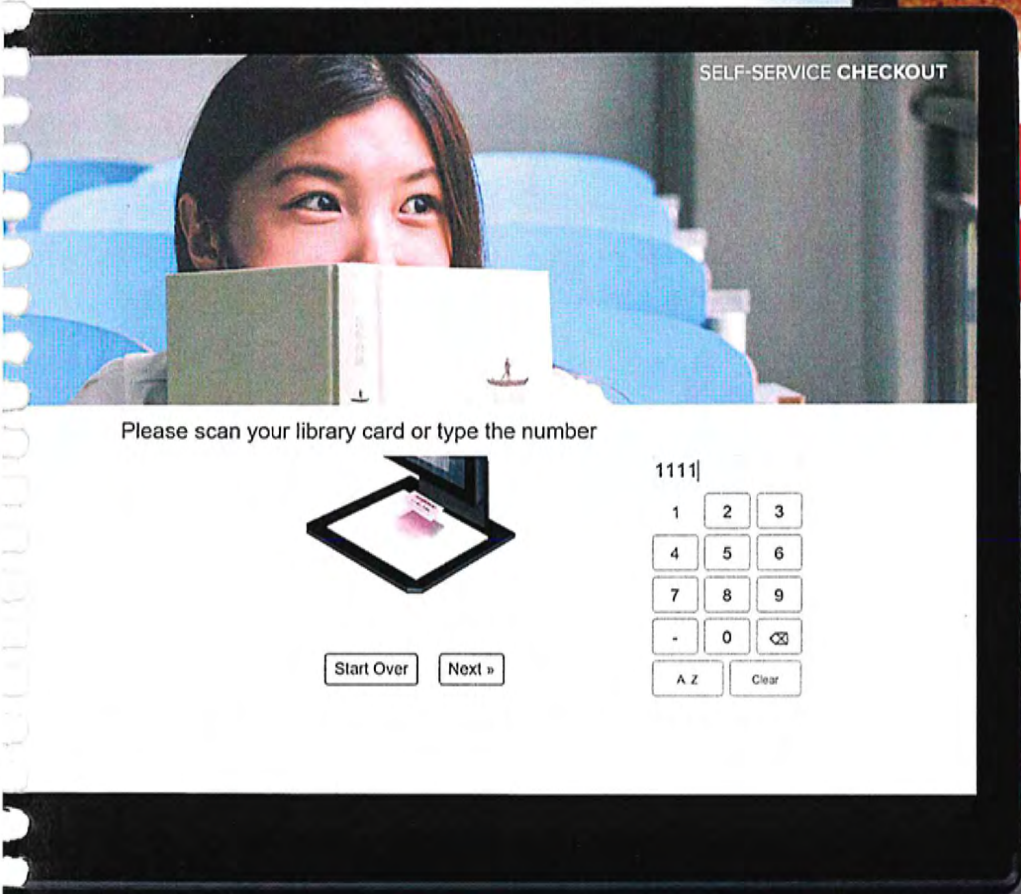 SELF-SERVICE CHECKOUT
Please scan your library card or type the number
1111
1 2 3
4 5 6
7 8 9
- 0
Start Over Next »
A Z Clear